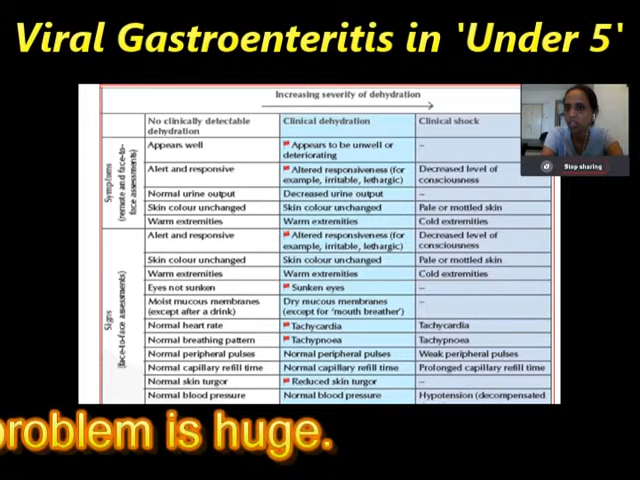 Viral Gastroenteritis in 'Under 5'
Increasing severity of dehydration
No clinically detectable dehydration
Clinical dehydration
Clinical shock
Symptoms (remote and face-to-face assessments)
Appears well
Appears to be unwell or deteriorating
–
Alert and responsive
Altered responsiveness (for example, irritable, lethargic)
Decreased level of consciousness
Normal urine output
Decreased urine output
–
Skin colour unchanged
Skin colour unchanged
Pale or mottled skin
Warm extremities
Warm extremities
Cold extremities
Signs (face-to-face assessments)
Alert and responsive
Altered responsiveness (for example, irritable, lethargic)
Decreased level of consciousness
Skin colour unchanged
Skin colour unchanged
Pale or mottled skin
Warm extremities
Warm extremities
Cold extremities
Eyes not sunken
Sunken eyes
–
Moist mucous membranes (except after a drink)
Dry mucous membranes (except for 'mouth breather')
–
Normal heart rate
Tachycardia
Tachycardia
Normal breathing pattern
Tachypnoea
Tachypnoea
Normal peripheral pulses
Normal peripheral pulses
Weak peripheral pulses
Normal capillary refill time
Normal capillary refill time
Prolonged capillary refill time
Normal skin turgor
Reduced skin turgor
–
Normal blood pressure
Normal blood pressure
Hypotension (decompensated
Stop sharing
problem is huge.